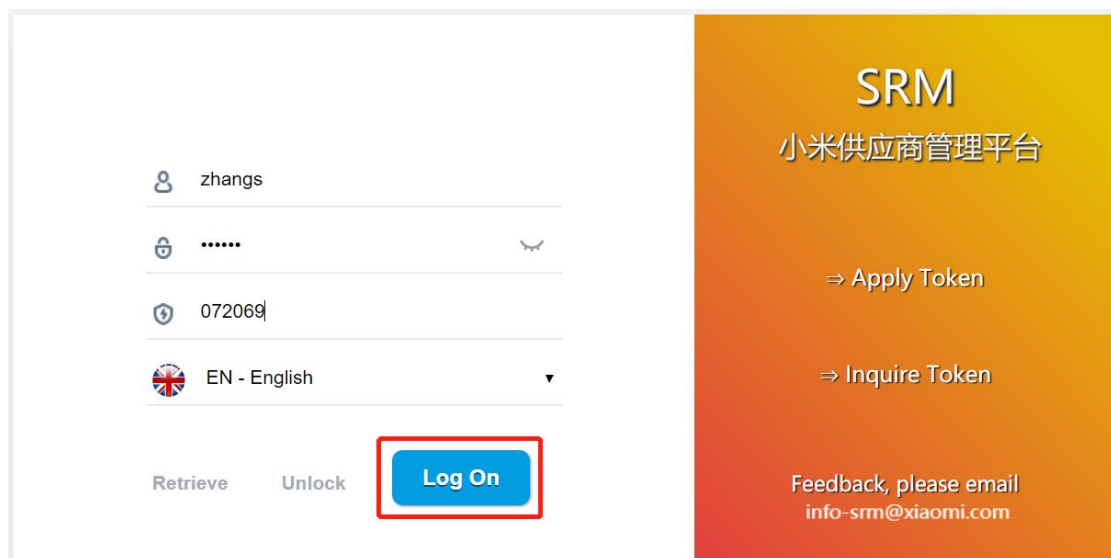 zhangs
••••••
072069
EN - English
Retrieve
Unlock
Log On
SRM
小米供应商管理平台
⇒ Apply Token
⇒ Inquire Token
Feedback, please email
info-srm@xiaomi.com